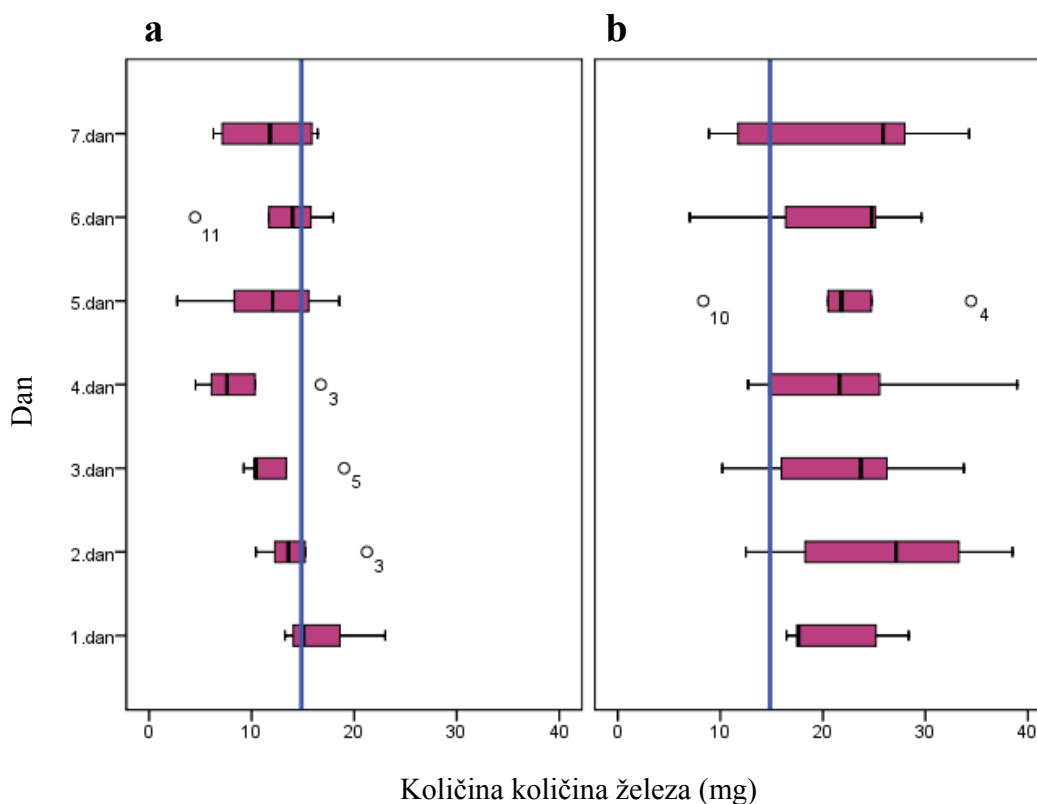 a b
7.dan
6.dan
11
5.dan
10 4
4.dan
3
3.dan
5
2.dan
3
1.dan
Dan
0 10 20 30 40 0 10 20 30 40
Količina količina železa (mg)